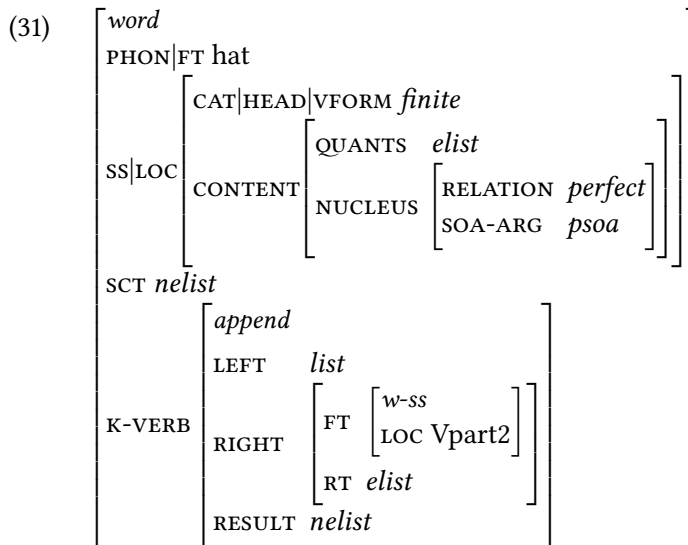 (31)
word
PHON|FT hat
CAT|HEAD|VFORM finite
QUANTS elist
SS|LOC
CONTENT
RELATION perfect
NUCLEUS
SOA-ARG psoa
SCT nelist
append
LEFT list
w-ss
FT
LOC Vpart2
K-VERB
RIGHT
RT elist
RESULT nelist